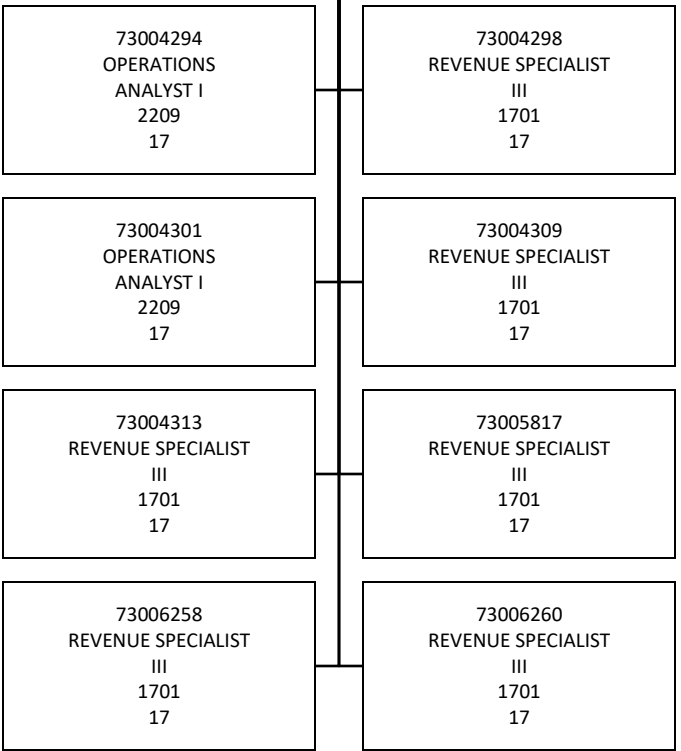 73004294
OPERATIONS
ANALYST I
2209
17
73004298
REVENUE SPECIALIST
III
1701
17
73004301
OPERATIONS
ANALYST I
2209
17
73004309
REVENUE SPECIALIST
III
1701
17
73004313
REVENUE SPECIALIST
III
1701
17
73005817
REVENUE SPECIALIST
III
1701
17
73006258
REVENUE SPECIALIST
III
1701
17
73006260
REVENUE SPECIALIST
III
1701
17